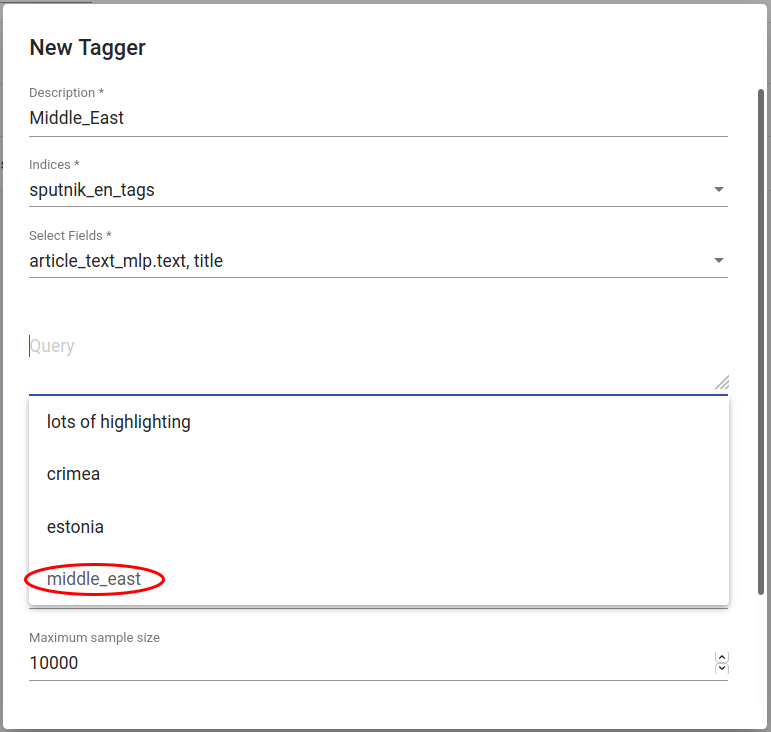 New Tagger
Description *
Middle_East
Indices *
sputnik_en_tags
Select Fields *
article_text_mlp.text, title
Query
lots of highlighting
crimea
estonia
middle_east
Maximum sample size
10000